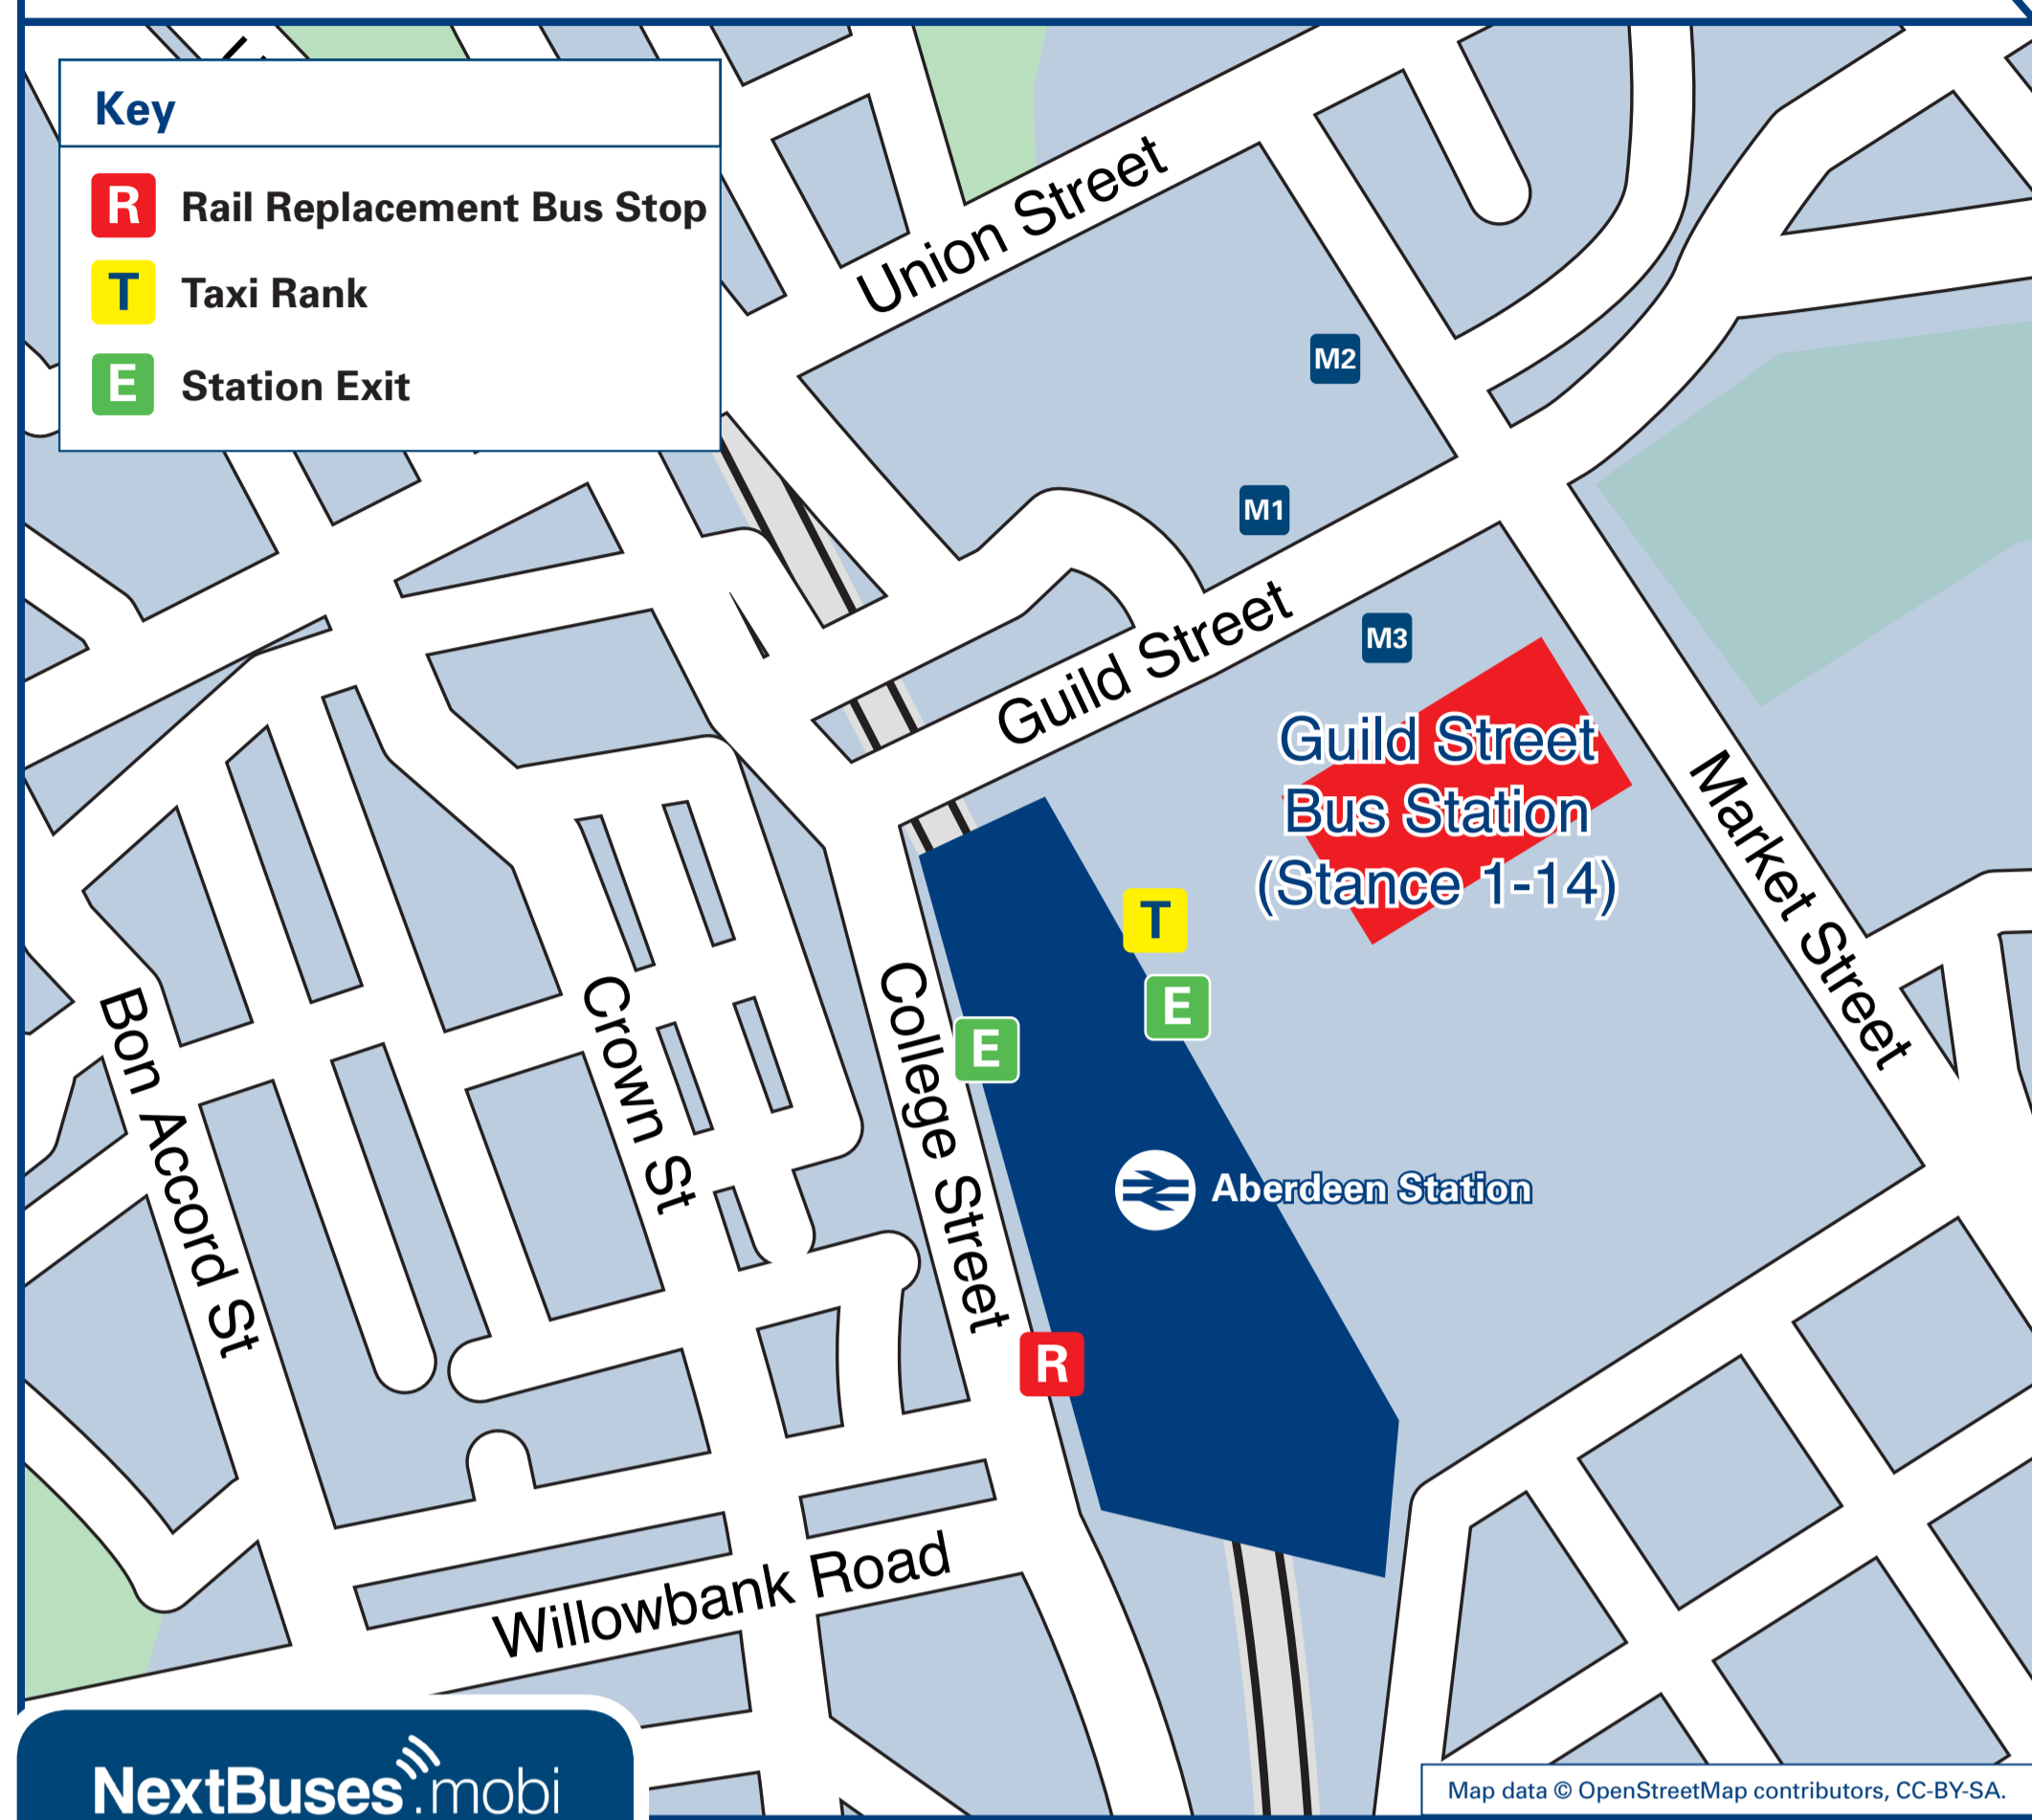 Key
R Rail Replacement Bus Stop
T Taxi Rank
E Station Exit
Union Street
M2
M1
Guild Street
M3
Guild Street
Bus Station
(Stance 1-14)
Market Street
T
E
E
College Street
Crown St
Bon Accord St
Aberdeen Station
R
Willowbank Road
NextBuses.mobi
Map data © OpenStreetMap contributors, CC-BY-SA.